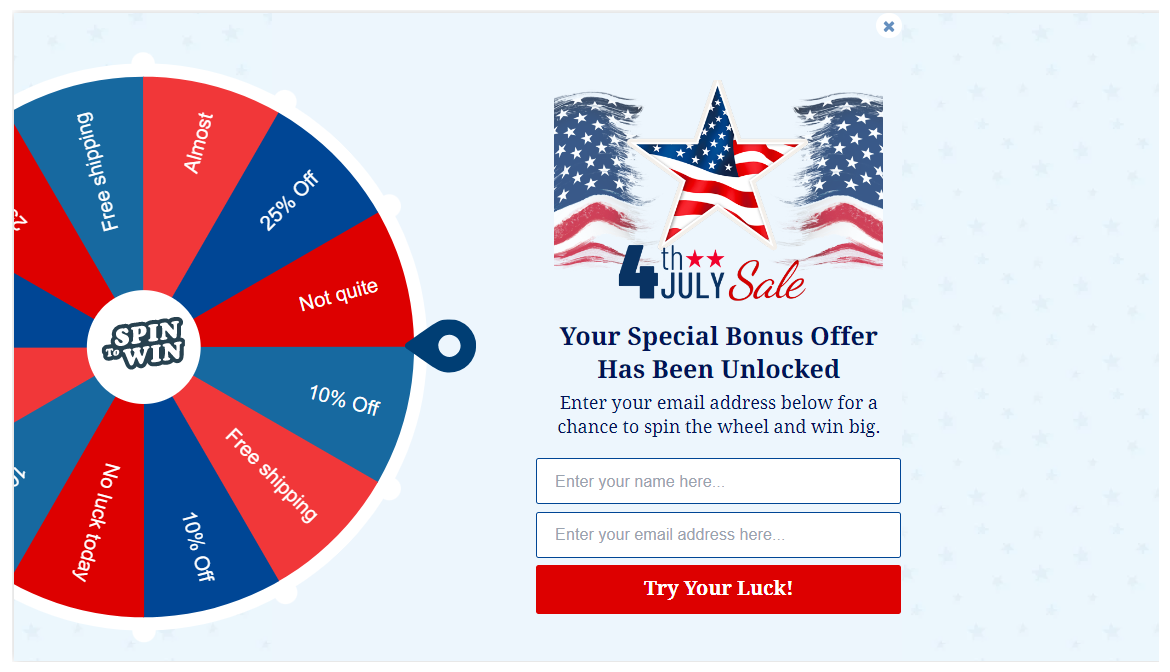 Free shipping
Almost
25% Off
Not quite
10% Off
Free shipping
10% Off
No luck today
SPIN
To WIN
4th
JULY Sale
Your Special Bonus Offer
Has Been Unlocked
Enter your email address below for a
chance to spin the wheel and win big.
Enter your name here...
Enter your email address here...
Try Your Luck!